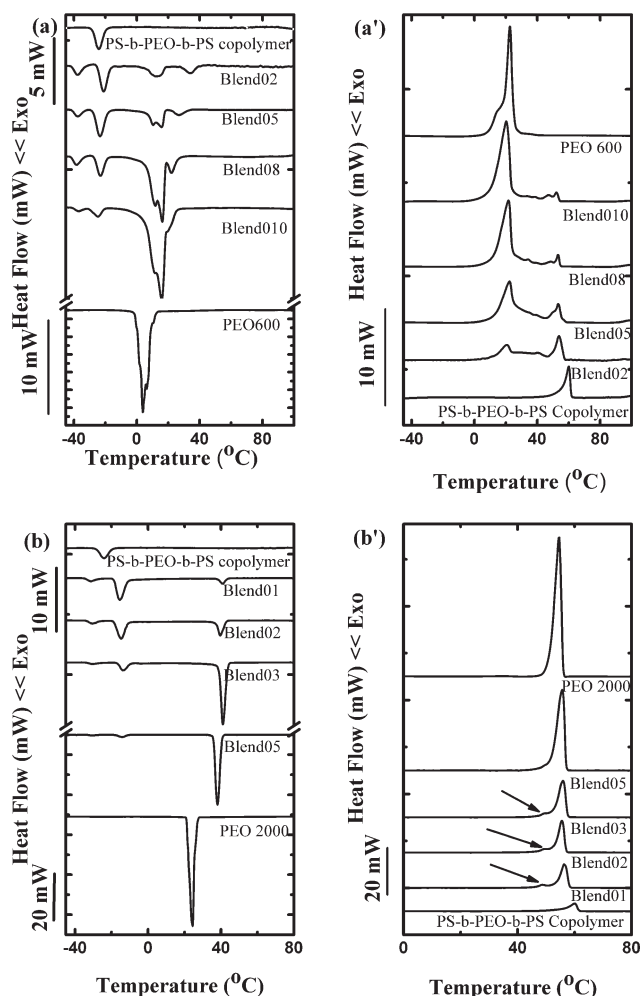 (a)
PS-b-PEO-b-PS copolymer
Blend02
Blend05
Blend08
Blend010
PEO600
5 mW
10 mW
Heat Flow (mW) << Exo
-40 0 40 80
Temperature (°C)
(a')
PEO 600
Blend010
Blend08
Blend05
Blend02
PS-b-PEO-b-PS Copolymer
10 mW
Heat Flow (mW) << Exo
-40 0 40 80
Temperature (°C)
(b)
PS-b-PEO-b-PS copolymer
Blend01
Blend02
Blend03
Blend05
PEO 2000
10 mW
20 mW
Heat Flow (mW) << Exo
-40 0 40 80
Temperature (°C)
(b')
PEO 2000
Blend05
Blend03
Blend02
Blend01
PS-b-PEO-b-PS Copolymer
20 mW
Heat Flow (mW) << Exo
0 40 80
Temperature (°C)